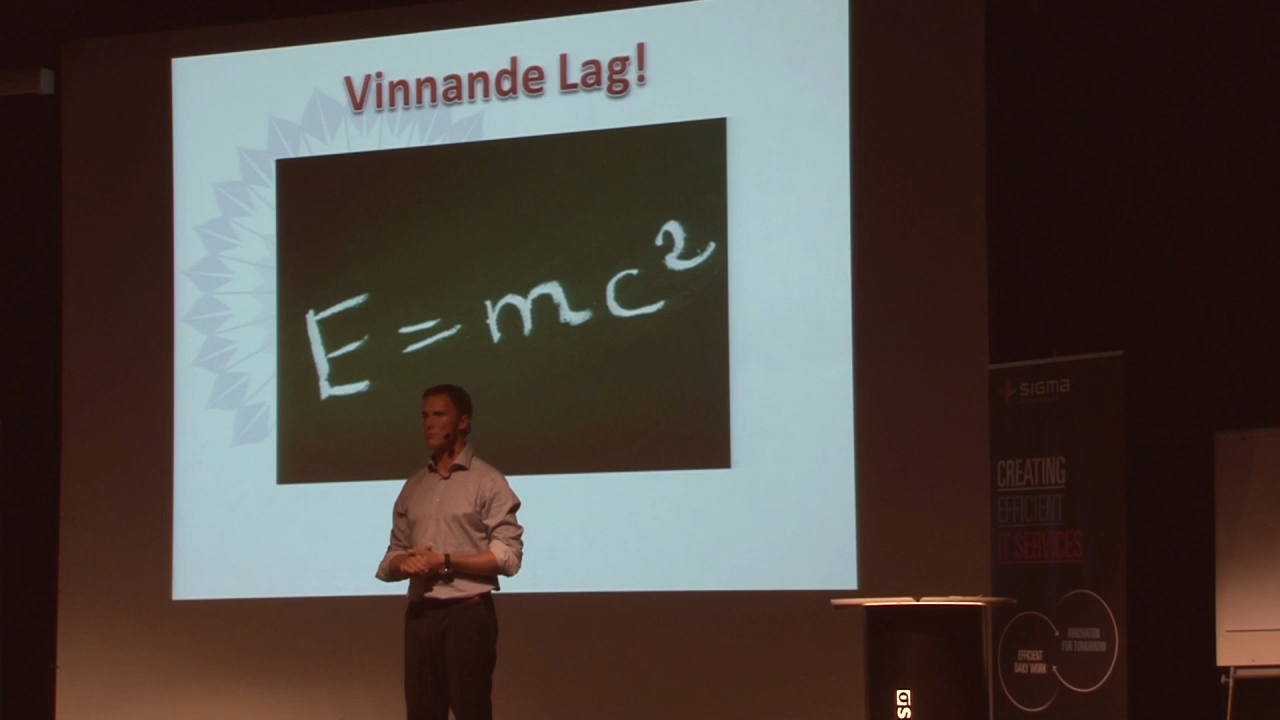 Vinnande Lag!
E = mc²
SIGMA
CREATING
EFFICIENT
IT SERVICES
EFFICIENT
DAILY WORK
INNOVATION
FOR TOMORROW